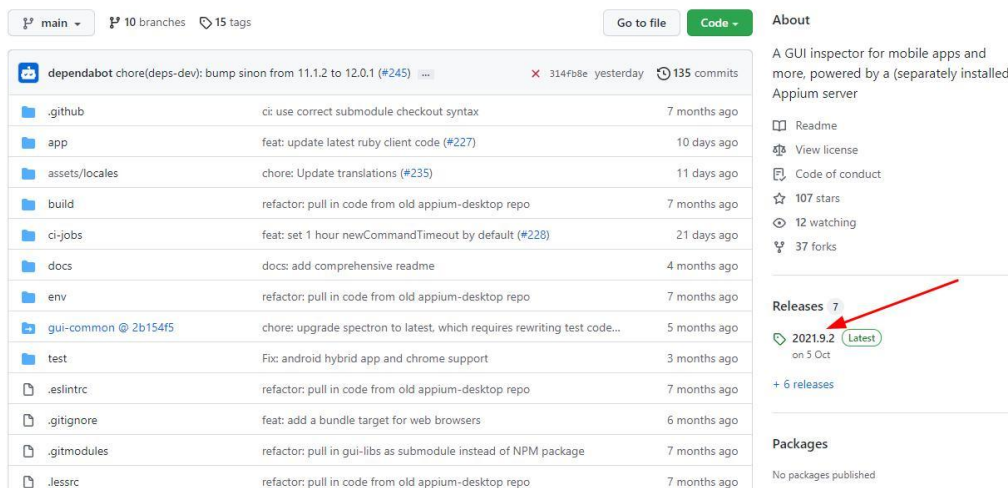 main
10 branches
15 tags
Go to file
Code
dependabot chore(deps-dev): bump sinon from 11.1.2 to 12.0.1 (#245) ...
314fb8e yesterday
135 commits
.github
ci: use correct submodule checkout syntax
7 months ago
app
feat: update latest ruby client code (#227)
10 days ago
assets/locales
chore: Update translations (#235)
11 days ago
build
refactor: pull in code from old appium-desktop repo
7 months ago
ci-jobs
feat: set 1 hour newCommandTimeout by default (#228)
21 days ago
docs
docs: add comprehensive readme
4 months ago
env
refactor: pull in code from old appium-desktop repo
7 months ago
gui-common @ 2b154f5
chore: upgrade spectron to latest, which requires rewriting test code...
5 months ago
test
Fix: android hybrid app and chrome support
3 months ago
.eslintrc
refactor: pull in code from old appium-desktop repo
7 months ago
.gitignore
feat: add a bundle target for web browsers
6 months ago
.gitmodules
refactor: pull in gui-libs as submodule instead of NPM package
7 months ago
.lessrc
refactor: pull in code from old appium-desktop repo
7 months ago
About
A GUI inspector for mobile apps and
more, powered by a (separately installed
Appium server
Readme
View license
Code of conduct
107 stars
12 watching
37 forks
Releases 7
2021.9.2 Latest
on 5 Oct
+ 6 releases
Packages
No packages published